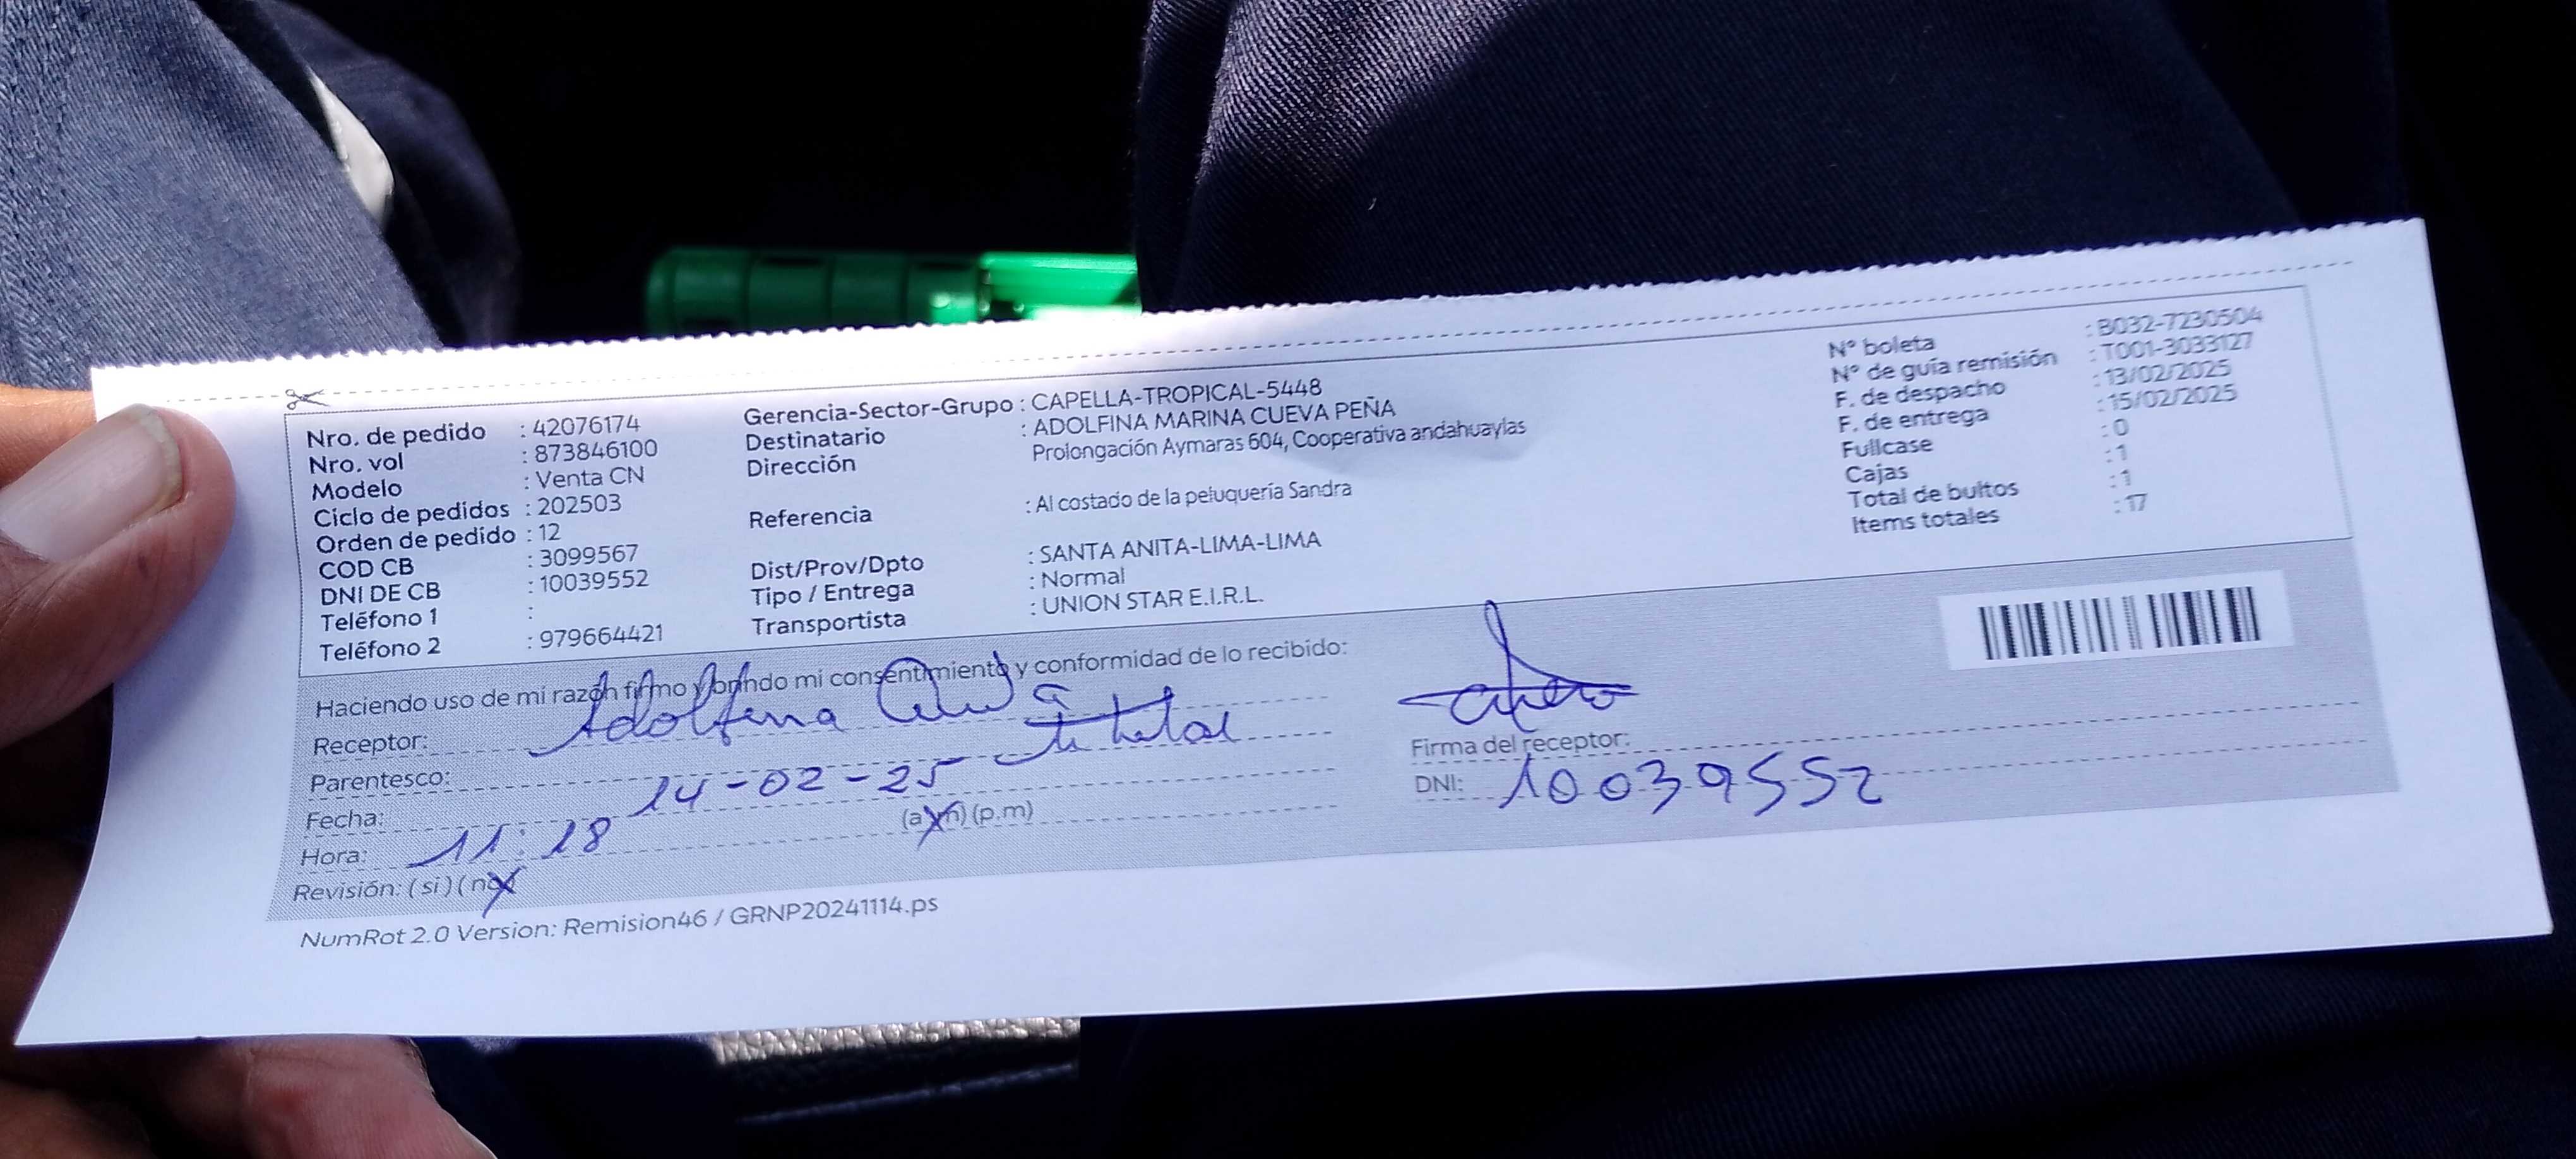 Nro. de pedido : 42076174
Nro. vol : 873846100
Modelo : Venta CN
Ciclo de pedidos : 202503
Orden de pedido : 12
COD CB : 3099567
DNI DE CB : 10039552
Teléfono 1 :
Teléfono 2 : 979664421
Gerencia-Sector-Grupo : CAPELLA-TROPICAL-5448
Destinatario : ADOLFINA MARINA CUEVA PEÑA
Dirección Prolongación Aymaras 604, Cooperativa andahuaylas
Referencia : Al costado de la peluquería Sandra
Dist/Prov/Dpto : SANTA ANITA-LIMA-LIMA
Tipo / Entrega : Normal
Transportista : UNION STAR E.I.R.L.
N° boleta : B032-7230504
N° de guía remisión : T001-3033127
F. de despacho : 13/02/2025
F. de entrega : 15/02/2025
Fullcase : 0
Cajas : 1
Total de bultos : 1
Items totales : 17
Haciendo uso de mi razón firmo y brindo mi consentimiento y conformidad de lo recibido:
Receptor: Adolfina
Parentesco: titular
Fecha: 14-02-25
Hora: 11:18 (a.m) (p.m)
Revisión: (si) (no)
Firma del receptor:
DNI: 10039552
NumRot 2.0 Version: Remision46 / GRNP20241114.ps